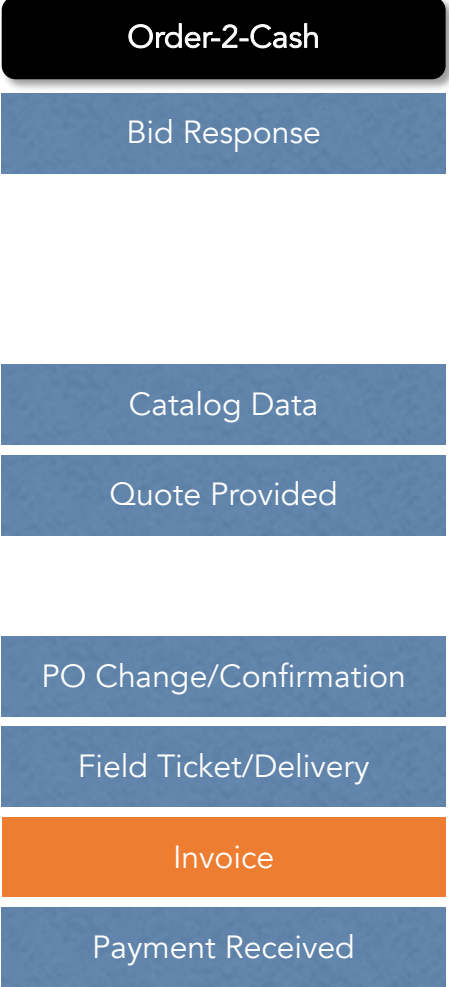 Order-2-Cash
Bid Response
Catalog Data
Quote Provided
PO Change/Confirmation
Field Ticket/Delivery
Invoice
Payment Received